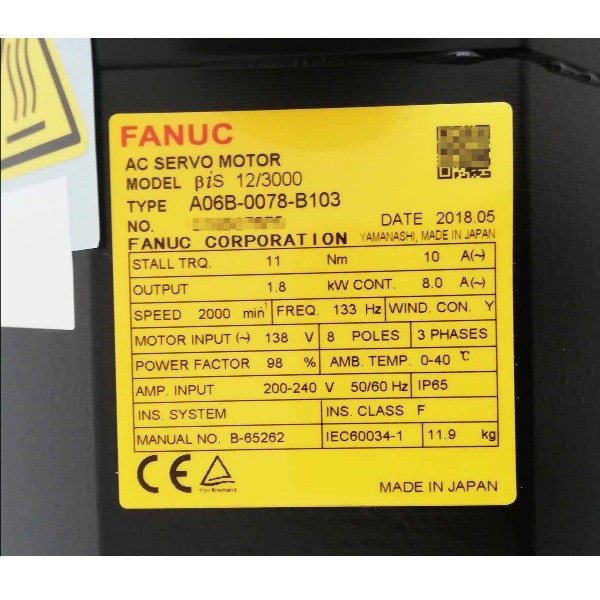 FANUC
AC SERVO MOTOR
MODEL βiS 12/3000
TYPE A06B-0078-B103
NO.
DATE 2018.05
FANUC CORPORATION YAMANASHI, MADE IN JAPAN
STALL TRQ. 11 Nm 10 A(~)
OUTPUT 1.8 kW CONT. 8.0 A(~)
SPEED 2000 min⁻¹ FREQ. 133 Hz WIND. CON. Y
MOTOR INPUT (~) 138 V 8 POLES 3 PHASES
POWER FACTOR 98 % AMB. TEMP. 0-40 ℃
AMP. INPUT 200-240 V 50/60 Hz IP65
INS. SYSTEM INS. CLASS F
MANUAL NO. B-65262 IEC60034-1 11.9 kg
CE
MADE IN JAPAN